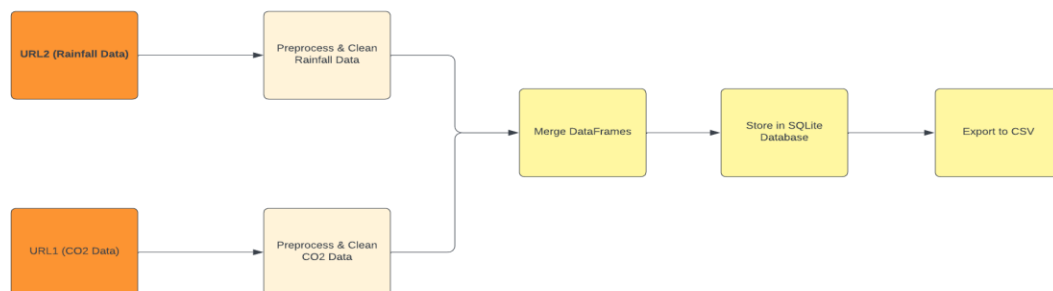 URL2 (Rainfall Data)
Preprocess & Clean
Rainfall Data
Merge DataFrames
Store in SQLite
Database
Export to CSV
URL1 (CO2 Data)
Preprocess & Clean
CO2 Data